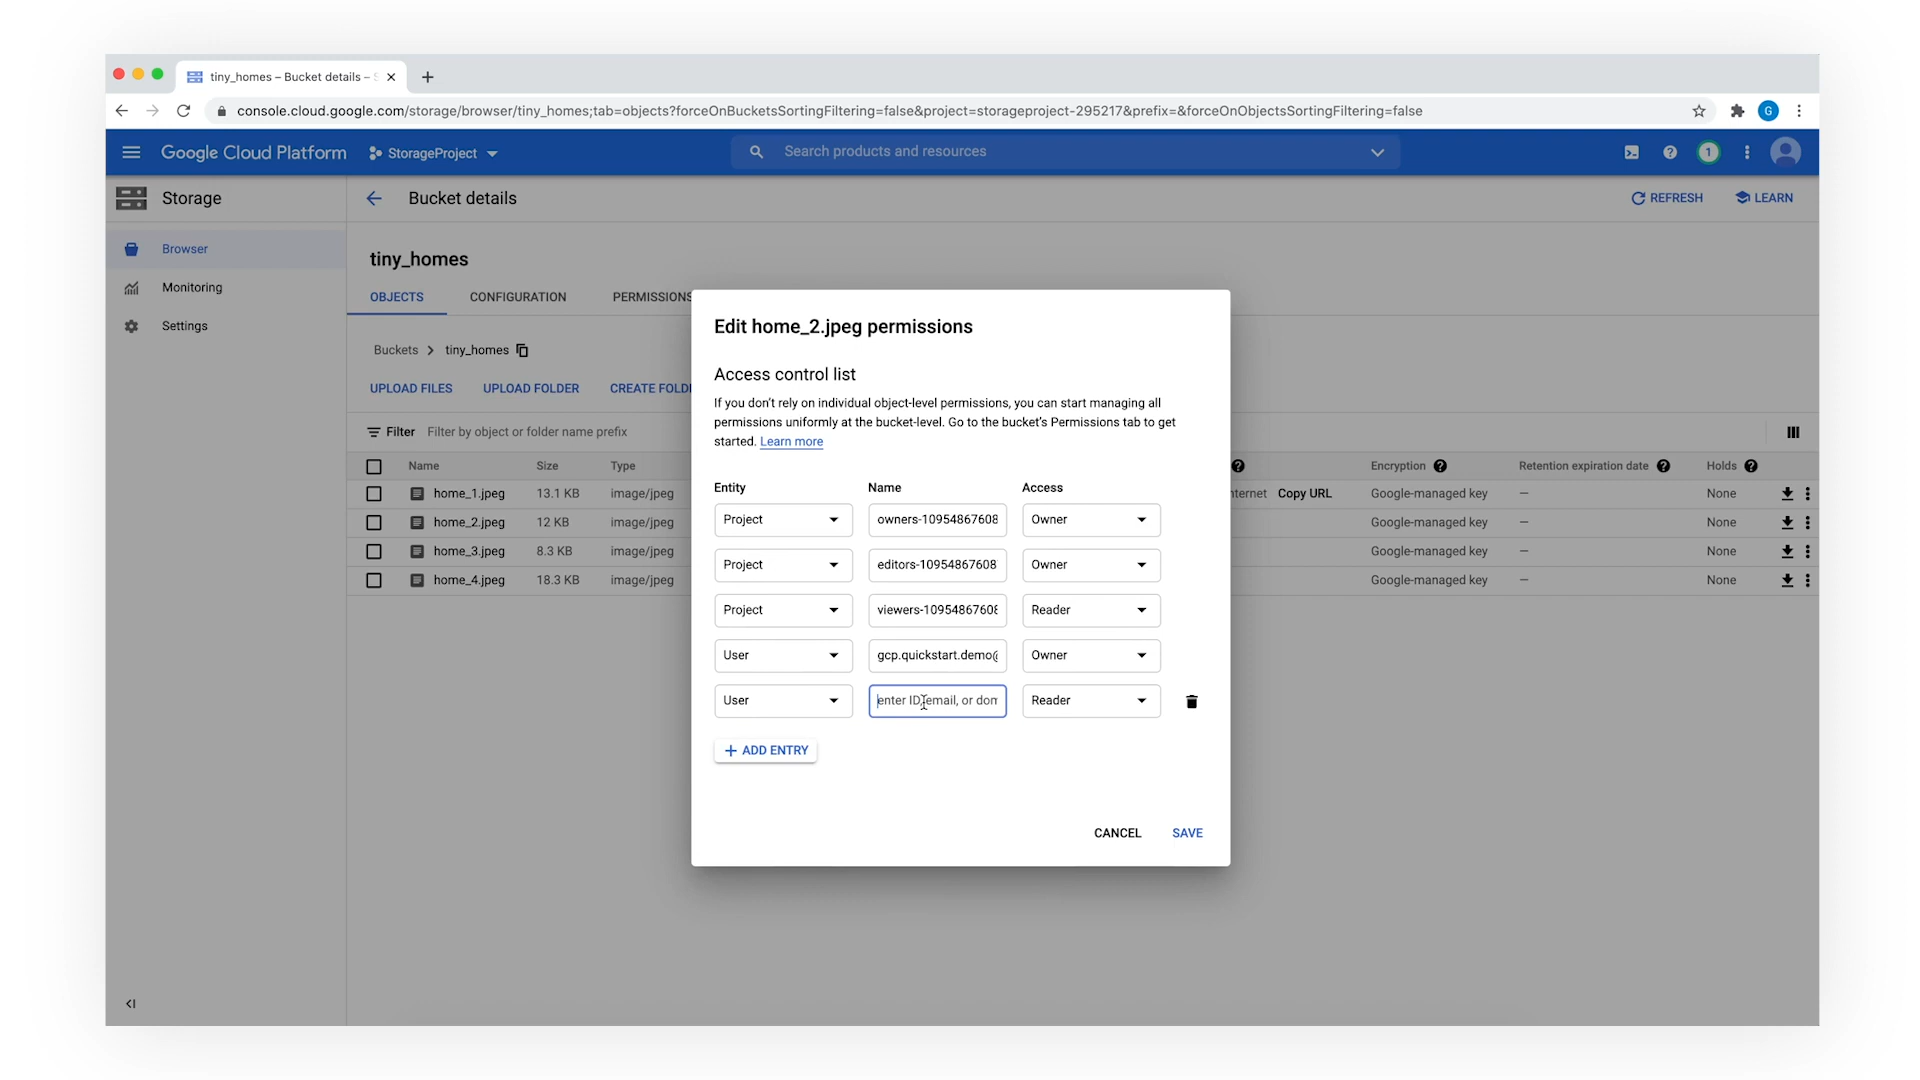 tiny_homes – Bucket details –
console.cloud.google.com/storage/browser/tiny_homes;tab=objects?forceOnBucketsSortingFiltering=false&project=storageproject-295217&prefix=&forceOnObjectsSortingFiltering=false
G
Google Cloud Platform
StorageProject
Search products and resources
1
Storage
Bucket details
REFRESH
LEARN
Browser
Monitoring
Settings
tiny_homes
OBJECTS CONFIGURATION PERMISSIONS
Buckets > tiny_homes
UPLOAD FILES UPLOAD FOLDER CREATE FOLD
Filter Filter by object or folder name prefix
Name Size Type Encryption Retention expiration date Holds
home_1.jpeg 13.1 KB image/jpeg nternet Copy URL Google-managed key — None
home_2.jpeg 12 KB image/jpeg Google-managed key — None
home_3.jpeg 8.3 KB image/jpeg Google-managed key — None
home_4.jpeg 18.3 KB image/jpeg Google-managed key — None
Edit home_2.jpeg permissions
Access control list
If you don't rely on individual object-level permissions, you can start managing all
permissions uniformly at the bucket-level. Go to the bucket's Permissions tab to get
started. Learn more
Entity Name Access
Project owners-10954867608 Owner
Project editors-10954867608 Owner
Project viewers-10954867608 Reader
User gcp.quickstart.demo@ Owner
User enter ID, email, or dom Reader
+ ADD ENTRY
CANCEL SAVE